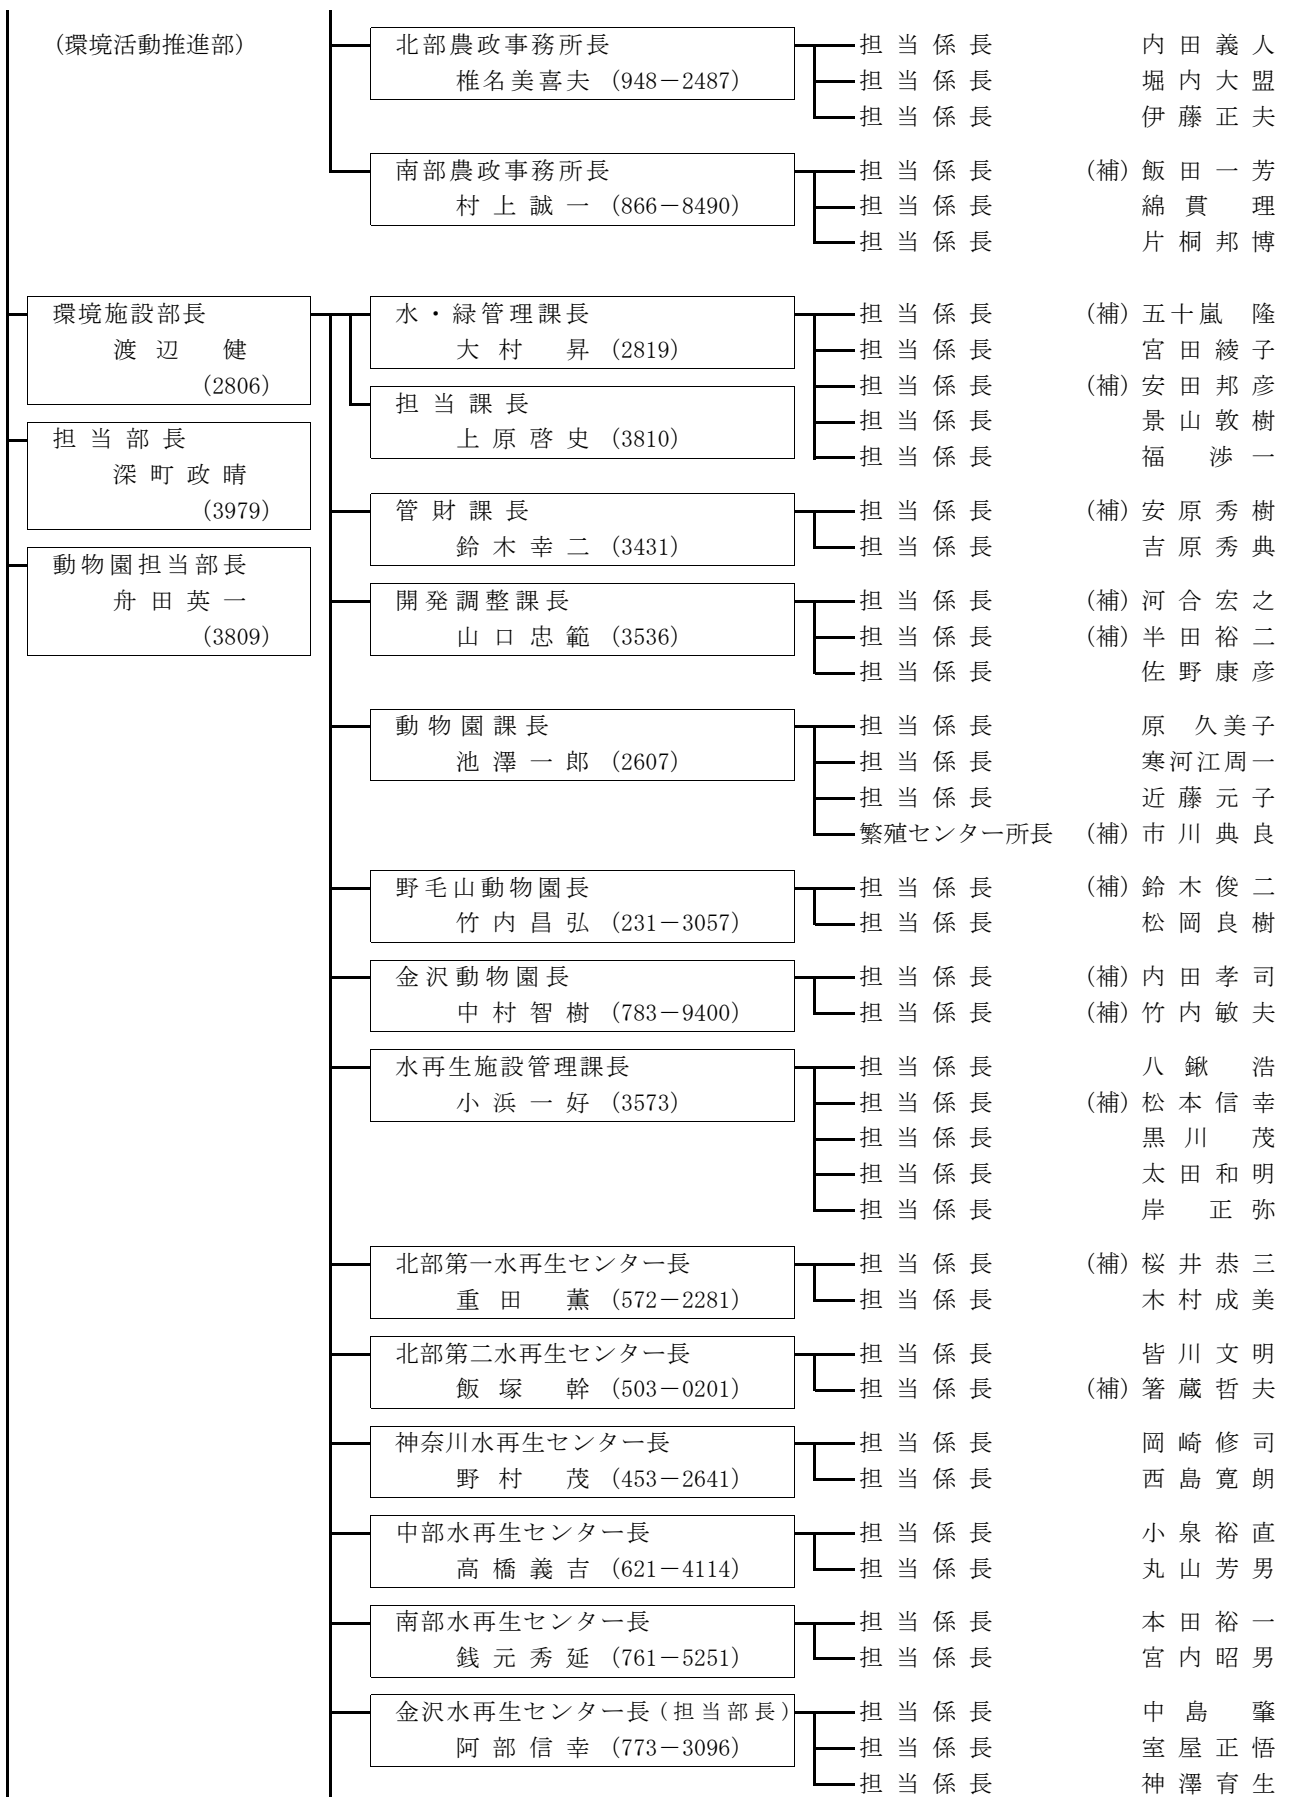 (環境活動推進部)
北部農政事務所長 担当係長 内田義人
椎名美喜夫 (948－2487) 担当係長 堀内大盟
担当係長 伊藤正夫
南部農政事務所長 担当係長 (補) 飯田一芳
村上誠一 (866－8490) 担当係長 綿貫 理
担当係長 片桐邦博
環境施設部長 水・緑管理課長 担当係長 (補) 五十嵐 隆
渡辺 健 大村 昇 (2819) 担当係長 宮田綾子
(2806) 担当係長 (補) 安田邦彦
担当課長 担当係長 景山敦樹
担当部長 上原啓史 (3810) 担当係長 福 渉一
深町政晴
(3979) 管財課長 担当係長 (補) 安原秀樹
鈴木幸二 (3431) 担当係長 吉原秀典
動物園担当部長
舟田英一 開発調整課長 担当係長 (補) 河合宏之
(3809) 山口忠範 (3536) 担当係長 (補) 半田裕二
担当係長 佐野康彦
動物園課長 担当係長 原 久美子
池澤一郎 (2607) 担当係長 寒河江周一
担当係長 近藤元子
繁殖センター所長 (補) 市川典良
野毛山動物園長 担当係長 (補) 鈴木俊二
竹内昌弘 (231－3057) 担当係長 松岡良樹
金沢動物園長 担当係長 (補) 内田孝司
中村智樹 (783－9400) 担当係長 (補) 竹内敏夫
水再生施設管理課長 担当係長 八鍬 浩
小浜一好 (3573) 担当係長 (補) 松本信幸
担当係長 黒川 茂
担当係長 太田和明
担当係長 岸 正弥
北部第一水再生センター長 担当係長 (補) 桜井恭三
重田 薫 (572－2281) 担当係長 木村成美
北部第二水再生センター長 担当係長 皆川文明
飯塚 幹 (503－0201) 担当係長 (補) 箸蔵哲夫
神奈川水再生センター長 担当係長 岡崎修司
野村 茂 (453－2641) 担当係長 西島寛朗
中部水再生センター長 担当係長 小泉裕直
高橋義吉 (621－4114) 担当係長 丸山芳男
南部水再生センター長 担当係長 本田裕一
銭元秀延 (761－5251) 担当係長 宮内昭男
金沢水再生センター長 (担当部長) 担当係長 中島 肇
阿部信幸 (773－3096) 担当係長 室屋正悟
担当係長 神澤育生